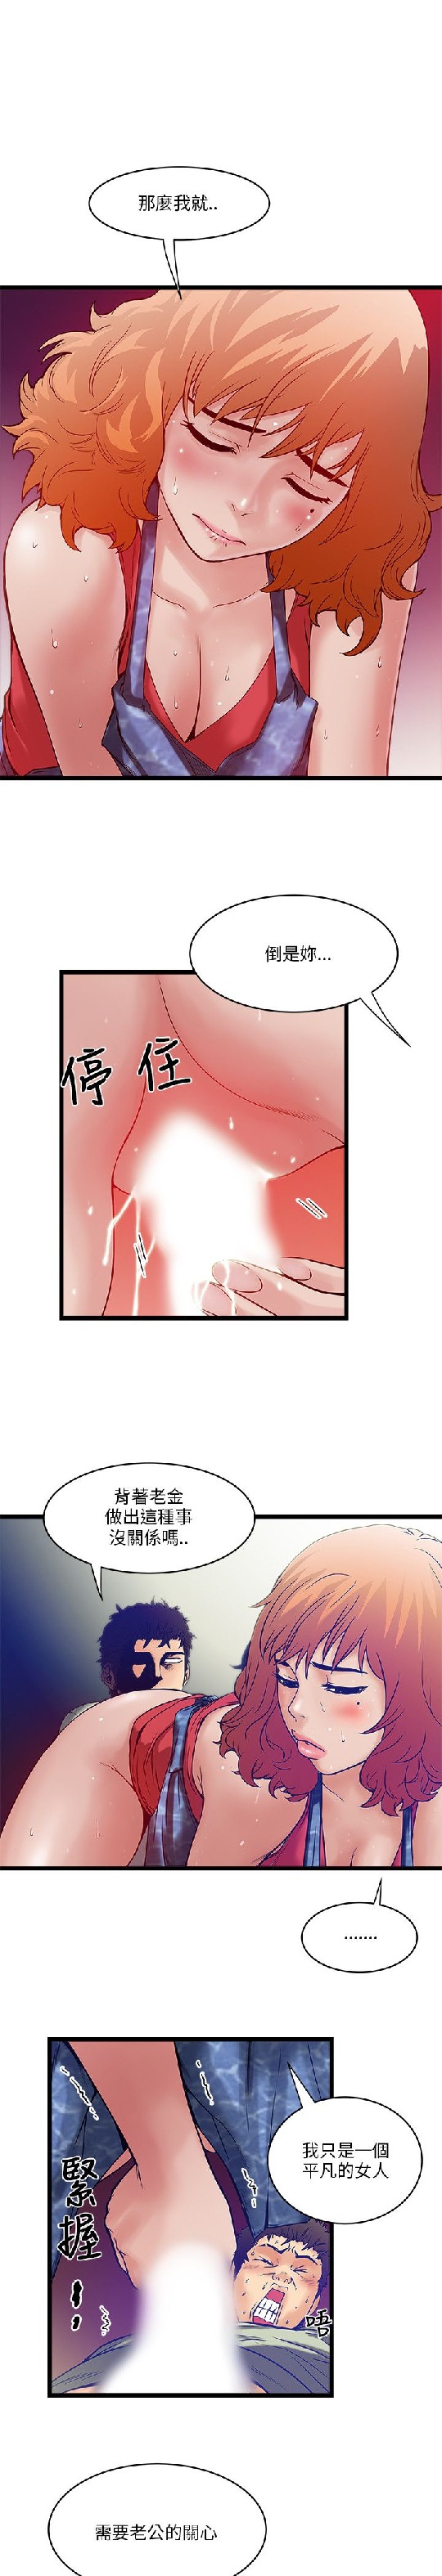 那麼我就..
倒是妳...
停住
背著老金
做出這種事
沒關係嗎..
.......
我只是一個
平凡的女人
緊握!!
唔
需要老公的關心